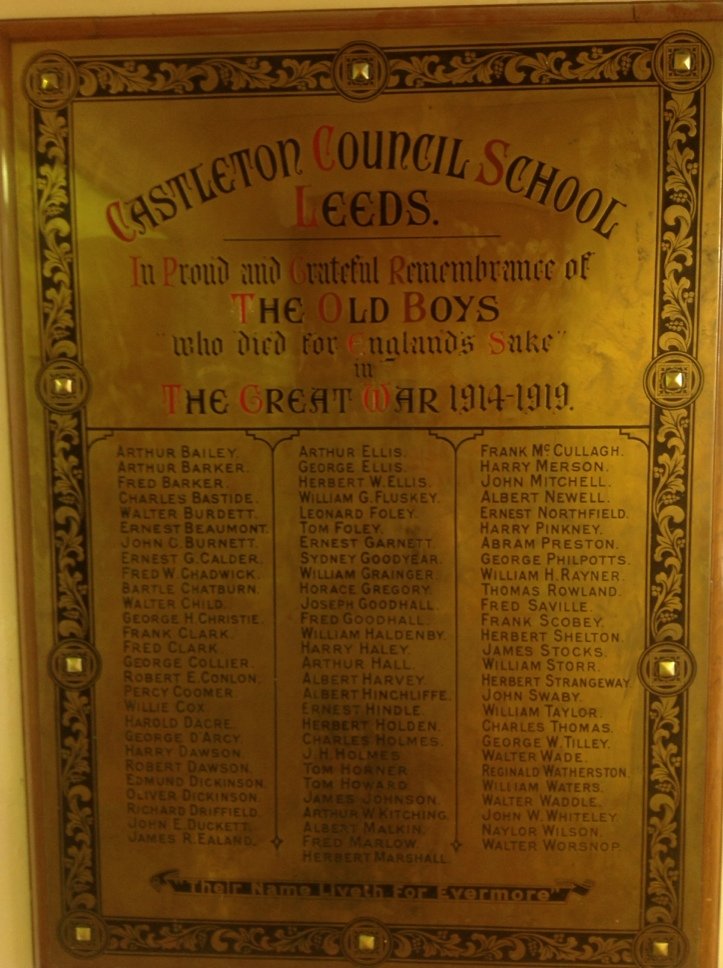 CASTLETON COUNCIL SCHOOL
LEEDS.
In Proud and Grateful Remembrance of
THE OLD BOYS
"who died for England's Sake"
in
THE GREAT WAR 1914-1919.
ARTHUR BAILEY.
ARTHUR BARKER.
FRED BARKER.
CHARLES BASTIDE.
WALTER BURDETT.
ERNEST BEAUMONT.
JOHN C. BURNETT.
ERNEST G. CALDER.
FRED W. CHADWICK.
BARTLE CHATBURN.
WALTER CHILD.
GEORGE H. CHRISTIE.
FRANK CLARK.
FRED CLARK.
GEORGE COLLIER.
ROBERT E. CONLON.
PERCY COOMER.
WILLIE COX.
HAROLD DACRE.
GEORGE D'ARCY.
HARRY DAWSON.
ROBERT DAWSON.
EDMUND DICKINSON.
OLIVER DICKINSON.
RICHARD DRIFFIELD.
JOHN E. DUCKETT.
JAMES R. EALAND.
ARTHUR ELLIS.
GEORGE ELLIS.
HERBERT W. ELLIS.
WILLIAM G. FLUSKEY.
LEONARD FOLEY.
TOM FOLEY.
ERNEST GARNETT.
SYDNEY GOODYEAR.
WILLIAM GRAINGER.
HORACE GREGORY.
JOSEPH GOODHALL.
FRED GOODHALL.
WILLIAM HALDENBY.
HARRY HALEY.
ARTHUR HALL.
ALBERT HARVEY.
ALBERT HINCHLIFFE.
ERNEST HINDLE.
HERBERT HOLDEN.
CHARLES HOLMES.
J. H. HOLMES
TOM HORNER.
TOM HOWARD.
JAMES JOHNSON.
ARTHUR W. KITCHING.
ALBERT MALKIN.
FRED MARLOW.
HERBERT MARSHALL.
FRANK Mc CULLAGH.
HARRY MERSON.
JOHN MITCHELL.
ALBERT NEWELL.
ERNEST NORTHFIELD.
HARRY PINKNEY.
ABRAM PRESTON.
GEORGE PHILPOTTS.
WILLIAM H. RAYNER.
THOMAS ROWLAND.
FRED SAVILLE.
FRANK SCOBEY.
HERBERT SHELTON.
JAMES STOCKS.
WILLIAM STORR.
HERBERT STRANGEWAY.
JOHN SWABY.
WILLIAM TAYLOR.
CHARLES THOMAS.
GEORGE W. TILLEY.
WALTER WADE.
REGINALD WATHERSTON.
WILLIAM WATERS.
WALTER WADDLE.
JOHN W. WHITELEY.
NAYLOR WILSON.
WALTER WORSNOP.
"Their Name Liveth For Evermore"